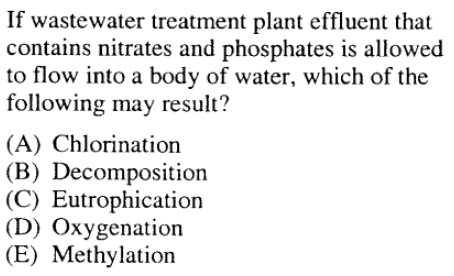 If wastewater treatment plant effluent that
contains nitrates and phosphates is allowed
to flow into a body of water, which of the
following may result?
(A) Chlorination
(B) Decomposition
(C) Eutrophication
(D) Oxygenation
(E) Methylation